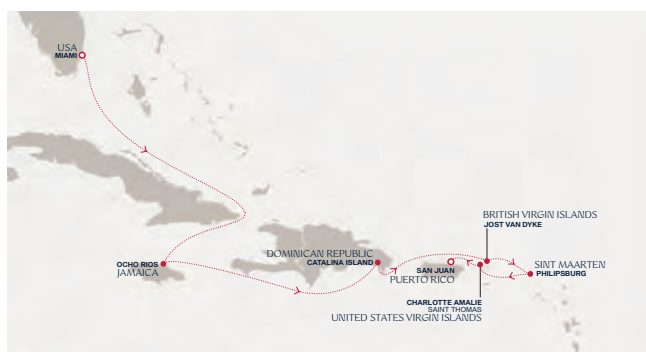 USA
MIAMI
OCHO RIOS
JAMAICA
DOMINICAN REPUBLIC
CATALINA ISLAND
SAN JUAN
PUERTO RICO
BRITISH VIRGIN ISLANDS
JOST VAN DYKE
SINT MAARTEN
PHILIPSBURG
CHARLOTTE AMALIE
SAINT THOMAS
UNITED STATES VIRGIN ISLANDS